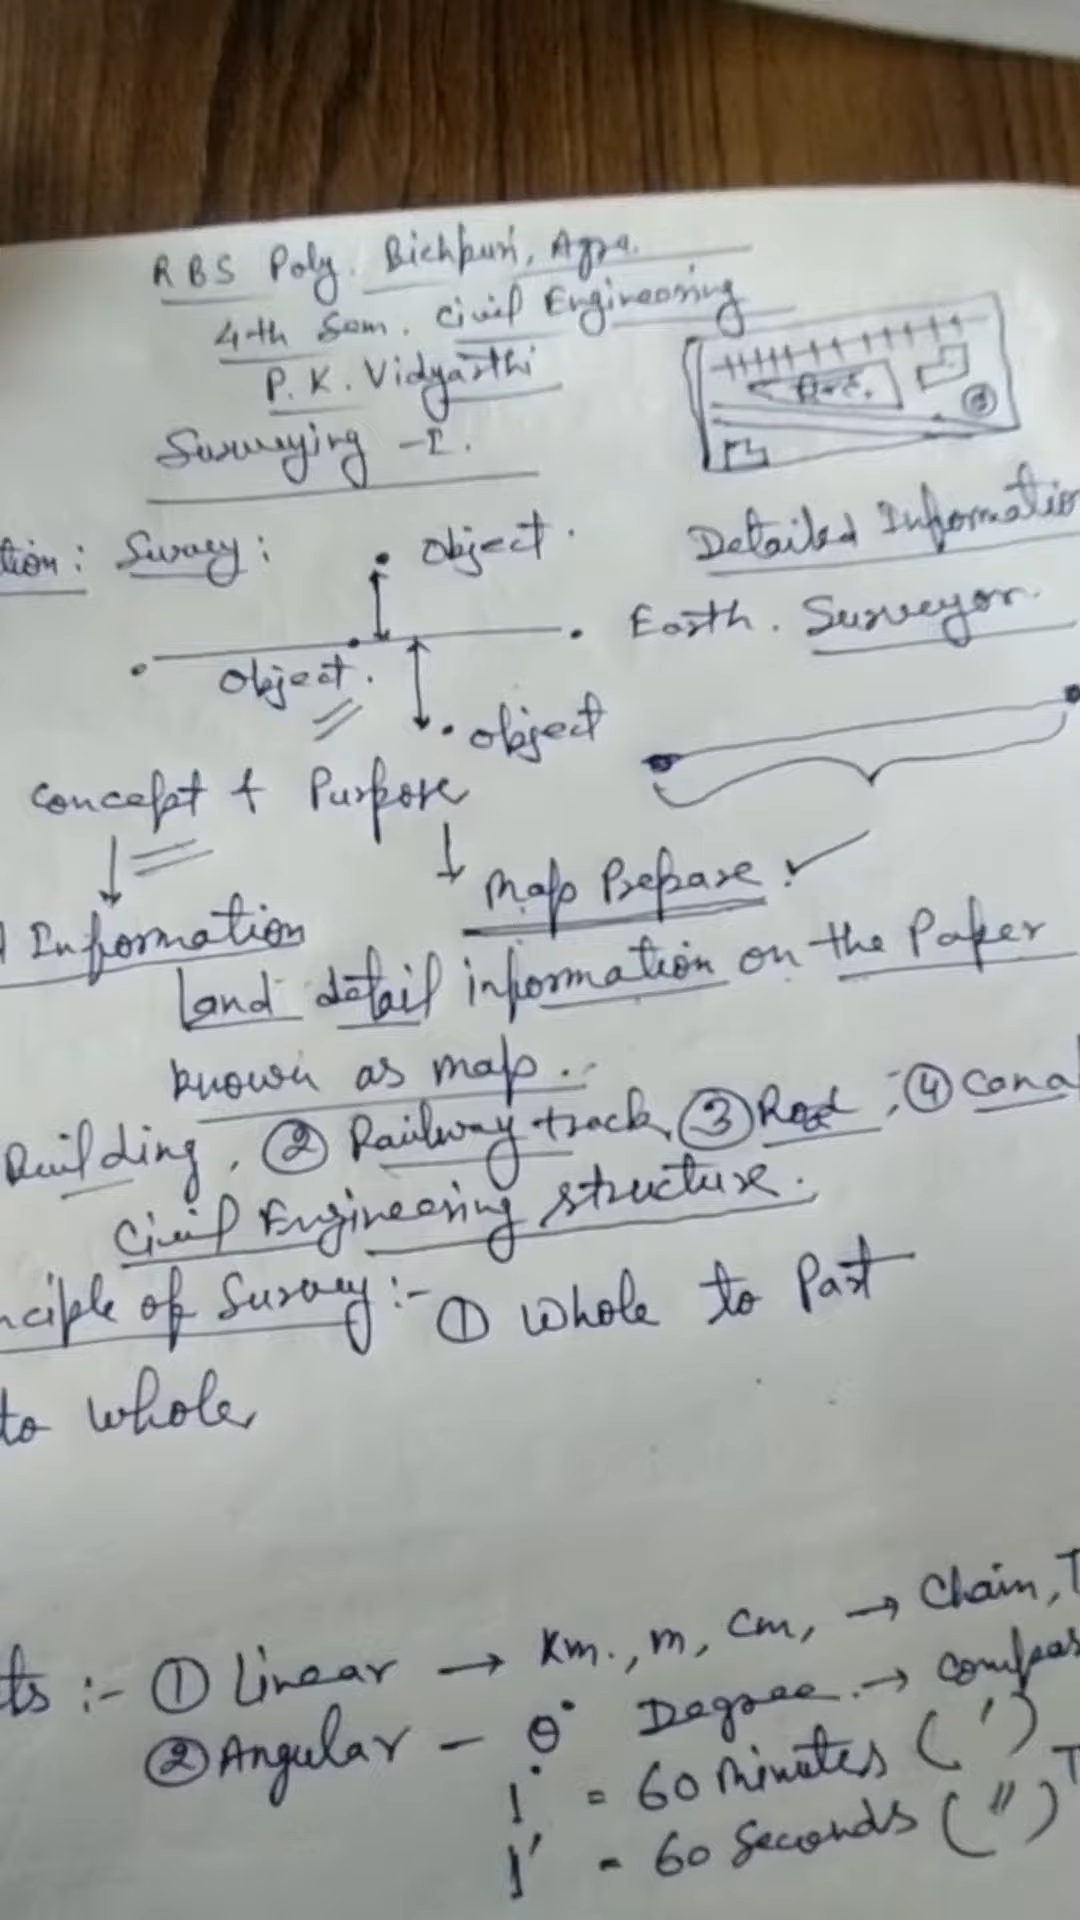 RBS Poly. Bichpuri, Agra.
4th Sem. Civil Engineering
P. K. Vidyarthi
Surveying -I.
tion: Survey:
Object.
Detailed Information
Object.
Earth. Surveyor.
object
Concept & Purpose
Map Prepare.
Information
Land detail information on the Paper
known as map.
Building, ② Railway track, ③ Road, ④ Canal
Civil Engineering structure.
nciple of Survey:- ① Whole to Part
to whole
ts :- ① Linear → Km., m, cm, → Chain, T
② Angular - θ° Degree. → Compas
1° = 60 Minutes (')
1' = 60 Seconds (") T